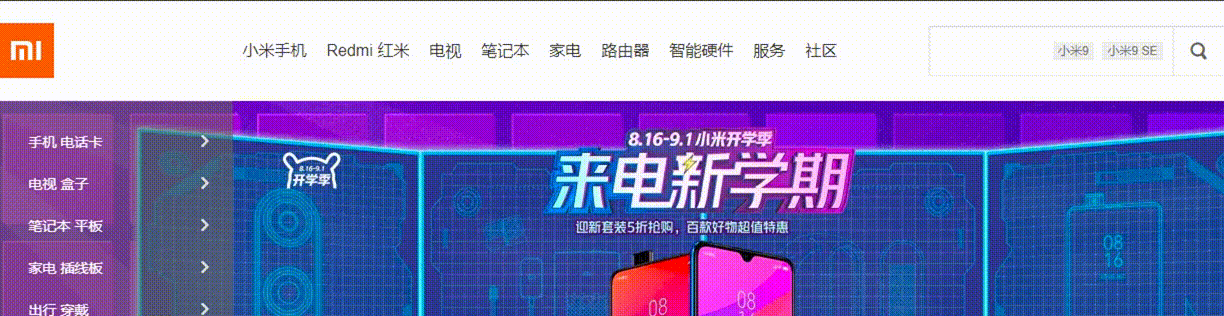 小米手机 Redmi 红米 电视 笔记本 家电 路由器 智能硬件 服务 社区 小米9 小米9 SE
手机 电话卡
电视 盒子
笔记本 平板
家电 插线板
出行 穿戴
8.16-9.1
开学季
8.16-9.1小米开学季
来电新学期
迎新套装5折抢购，百款好物超值特惠
08
08
16
08
16